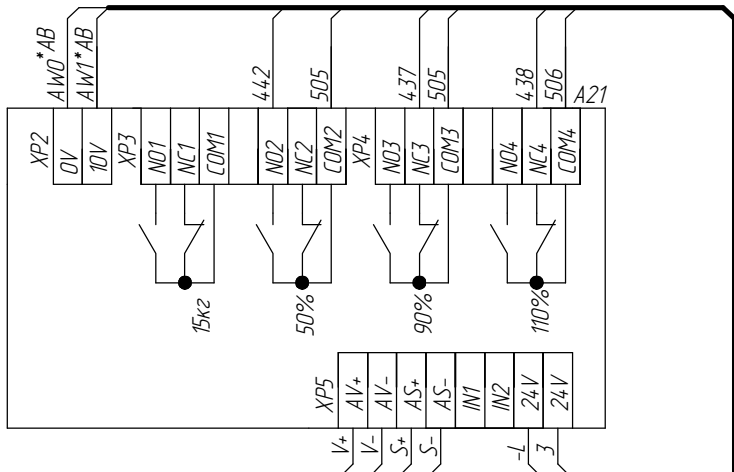 AW0*AB
AW1*AB
442
505
437
505
438
506
A21
XP2
0V
10V
XP3
NO1
NC1
COM1
NO2
NC2
COM2
XP4
NO3
NC3
COM3
NO4
NC4
COM4
15кг
50%
90%
110%
XP5
AV+
AV-
AS+
AS-
IN1
IN2
24V
24V
V+
V-
S+
S-
-L
3